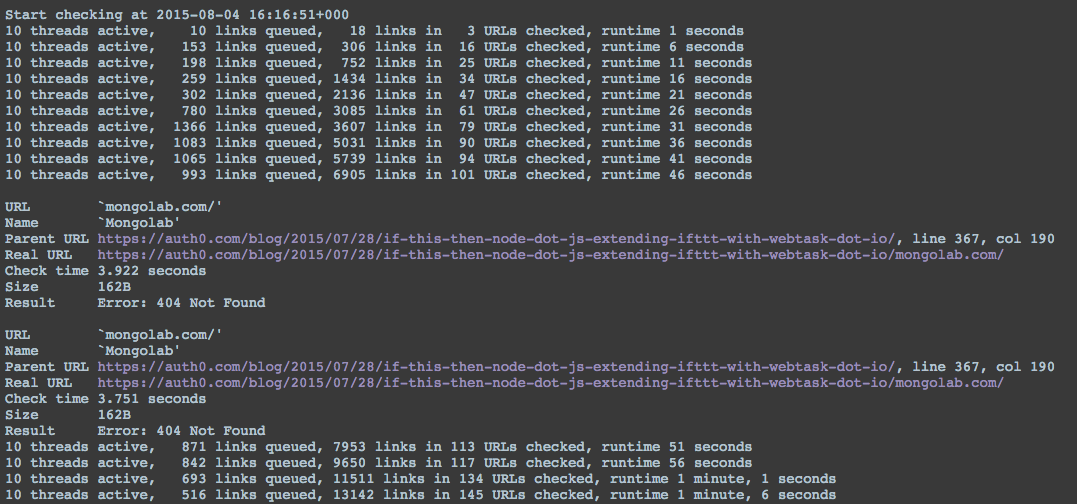 Start checking at 2015-08-04 16:16:51+000
10 threads active,    10 links queued,   18 links in   3 URLs checked, runtime 1 seconds
10 threads active,   153 links queued,  306 links in  16 URLs checked, runtime 6 seconds
10 threads active,   198 links queued,  752 links in  25 URLs checked, runtime 11 seconds
10 threads active,   259 links queued, 1434 links in  34 URLs checked, runtime 16 seconds
10 threads active,   302 links queued, 2136 links in  47 URLs checked, runtime 21 seconds
10 threads active,   780 links queued, 3085 links in  61 URLs checked, runtime 26 seconds
10 threads active,  1366 links queued, 3607 links in  79 URLs checked, runtime 31 seconds
10 threads active,  1083 links queued, 5031 links in  90 URLs checked, runtime 36 seconds
10 threads active,  1065 links queued, 5739 links in  94 URLs checked, runtime 41 seconds
10 threads active,   993 links queued, 6905 links in 101 URLs checked, runtime 46 seconds
URL        `mongolab.com/'
Name       `Mongolab'
Parent URL https://auth0.com/blog/2015/07/28/if-this-then-node-dot-js-extending-ifttt-with-webtask-dot-io/, line 367, col 190
Real URL   https://auth0.com/blog/2015/07/28/if-this-then-node-dot-js-extending-ifttt-with-webtask-dot-io/mongolab.com/
Check time 3.922 seconds
Size       162B
Result     Error: 404 Not Found
URL        `mongolab.com/'
Name       `Mongolab'
Parent URL https://auth0.com/blog/2015/07/28/if-this-then-node-dot-js-extending-ifttt-with-webtask-dot-io/, line 367, col 190
Real URL   https://auth0.com/blog/2015/07/28/if-this-then-node-dot-js-extending-ifttt-with-webtask-dot-io/mongolab.com/
Check time 3.751 seconds
Size       162B
Result     Error: 404 Not Found
10 threads active,   871 links queued, 7953 links in 113 URLs checked, runtime 51 seconds
10 threads active,   842 links queued, 9650 links in 117 URLs checked, runtime 56 seconds
10 threads active,   693 links queued, 11511 links in 134 URLs checked, runtime 1 minute, 1 seconds
10 threads active,   516 links queued, 13142 links in 145 URLs checked, runtime 1 minute, 6 seconds